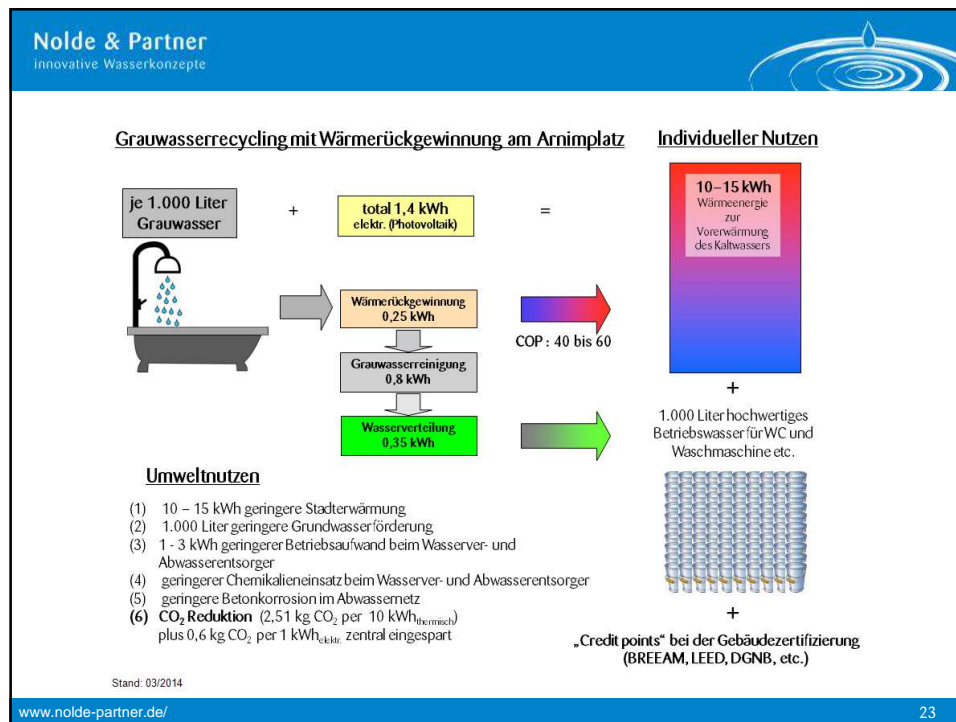 Nolde & Partner
innovative Wasserkonzepte
Grauwasserrecycling mit Wärmerückgewinnung am Arnimplatz
Individueller Nutzen
je 1.000 Liter
Grauwasser
+
total 1,4 kWh
elektr. (Photovoltaik)
=
10–15 kWh
Wärmeenergie
zur
Vorerwärmung
des Kaltwassers
Wärmerückgewinnung
0,25 kWh
COP : 40 bis 60
Grauwasserreinigung
0,8 kWh
Wasserverteilung
0,35 kWh
+
1.000 Liter hochwertiges
Betriebswasser für WC und
Waschmaschine etc.
Umweltnutzen
(1) 10 – 15 kWh geringere Stadterwärmung
(2) 1.000 Liter geringere Grundwasserförderung
(3) 1 - 3 kWh geringerer Betriebsaufwand beim Wasserver- und
Abwasserentsorger
(4) geringerer Chemikalieneinsatz beim Wasserver- und Abwasserentsorger
(5) geringere Betonkorrosion im Abwassernetz
(6) CO₂ Reduktion (2,51 kg CO₂ per 10 kWh thermisch)
plus 0,6 kg CO₂ per 1 kWh elektr. zentral eingespart
+
„Credit points“ bei der Gebäudezertifizierung
(BREEAM, LEED, DGNB, etc.)
Stand: 03/2014
www.nolde-partner.de/
23